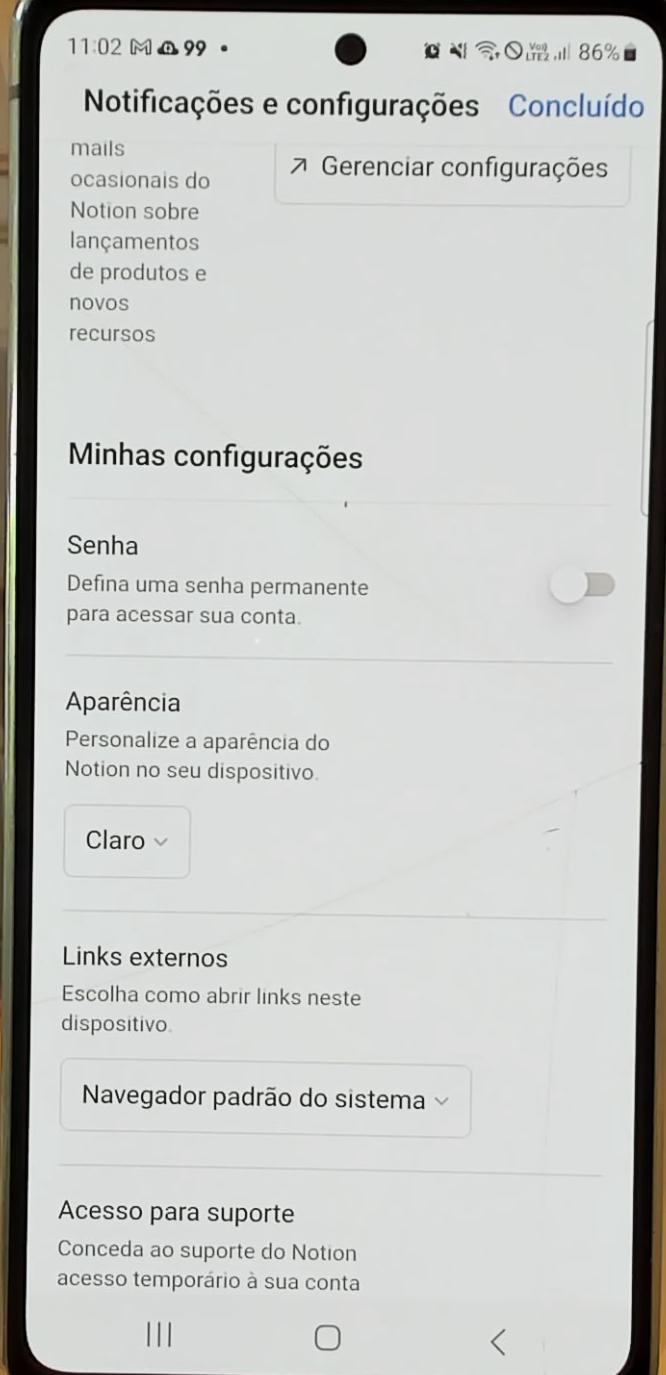 11:02 99 • Vo)) LTE2 86%
Notificações e configurações Concluído
mails
ocasionais do
Notion sobre
lançamentos
de produtos e
novos
recursos
Gerenciar configurações
Minhas configurações
Senha
Defina uma senha permanente
para acessar sua conta.
Aparência
Personalize a aparência do
Notion no seu dispositivo.
Claro
Links externos
Escolha como abrir links neste
dispositivo.
Navegador padrão do sistema
Acesso para suporte
Conceda ao suporte do Notion
acesso temporário à sua conta